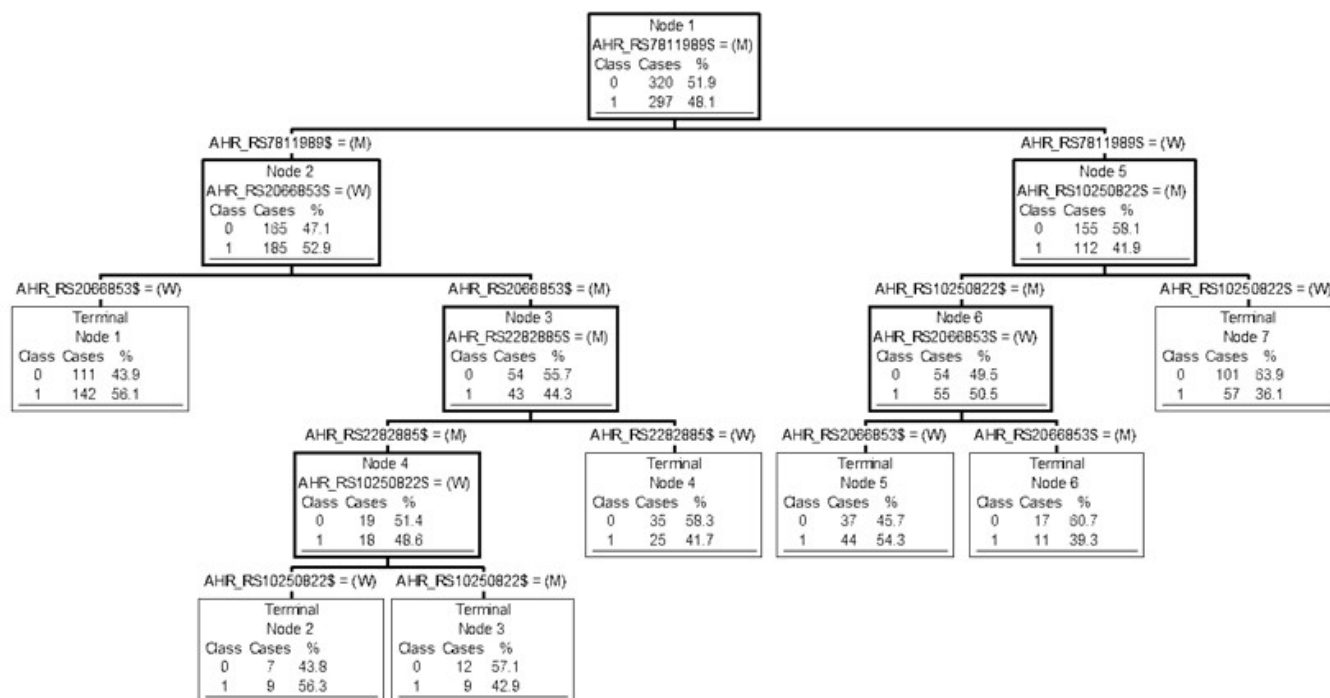 Node 1
AHR_RS7811989$ = (M)
Class Cases %
0 320 51.9
1 297 48.1
AHR_RS7811989$ = (M)
AHR_RS7811989$ = (W)
Node 2
AHR_RS2066853$ = (W)
Class Cases %
0 165 47.1
1 185 52.9
Node 5
AHR_RS10250822$ = (M)
Class Cases %
0 155 58.1
1 112 41.9
AHR_RS2066853$ = (W)
AHR_RS2066853$ = (M)
AHR_RS10250822$ = (M)
AHR_RS10250822$ = (W)
Terminal
Node 1
Class Cases %
0 111 43.9
1 142 56.1
Node 3
AHR_RS2282885$ = (M)
Class Cases %
0 54 55.7
1 43 44.3
Node 6
AHR_RS2066853$ = (W)
Class Cases %
0 54 49.5
1 55 50.5
Terminal
Node 7
Class Cases %
0 101 63.9
1 57 36.1
AHR_RS2282885$ = (M)
AHR_RS2282885$ = (W)
AHR_RS2066853$ = (W)
AHR_RS2066853$ = (M)
Node 4
AHR_RS10250822$ = (W)
Class Cases %
0 19 51.4
1 18 48.6
Terminal
Node 4
Class Cases %
0 35 58.3
1 25 41.7
Terminal
Node 5
Class Cases %
0 37 45.7
1 44 54.3
Terminal
Node 6
Class Cases %
0 17 60.7
1 11 39.3
AHR_RS10250822$ = (W)
AHR_RS10250822$ = (M)
Terminal
Node 2
Class Cases %
0 7 43.8
1 9 56.3
Terminal
Node 3
Class Cases %
0 12 57.1
1 9 42.9